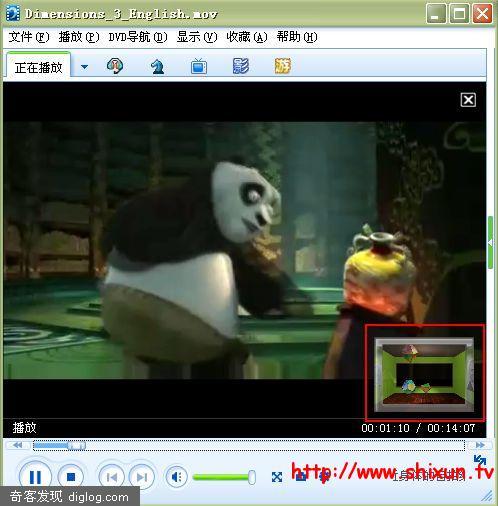 Dimensions_3_English.mov
文件(F) 播放(P) DVD导航(D) 显示(V) 收藏(A) 帮助(H)
正在播放 影 游
播放 00:01:10 / 00:14:07
http://www.shixun.tv
奇客发现 diglog.com